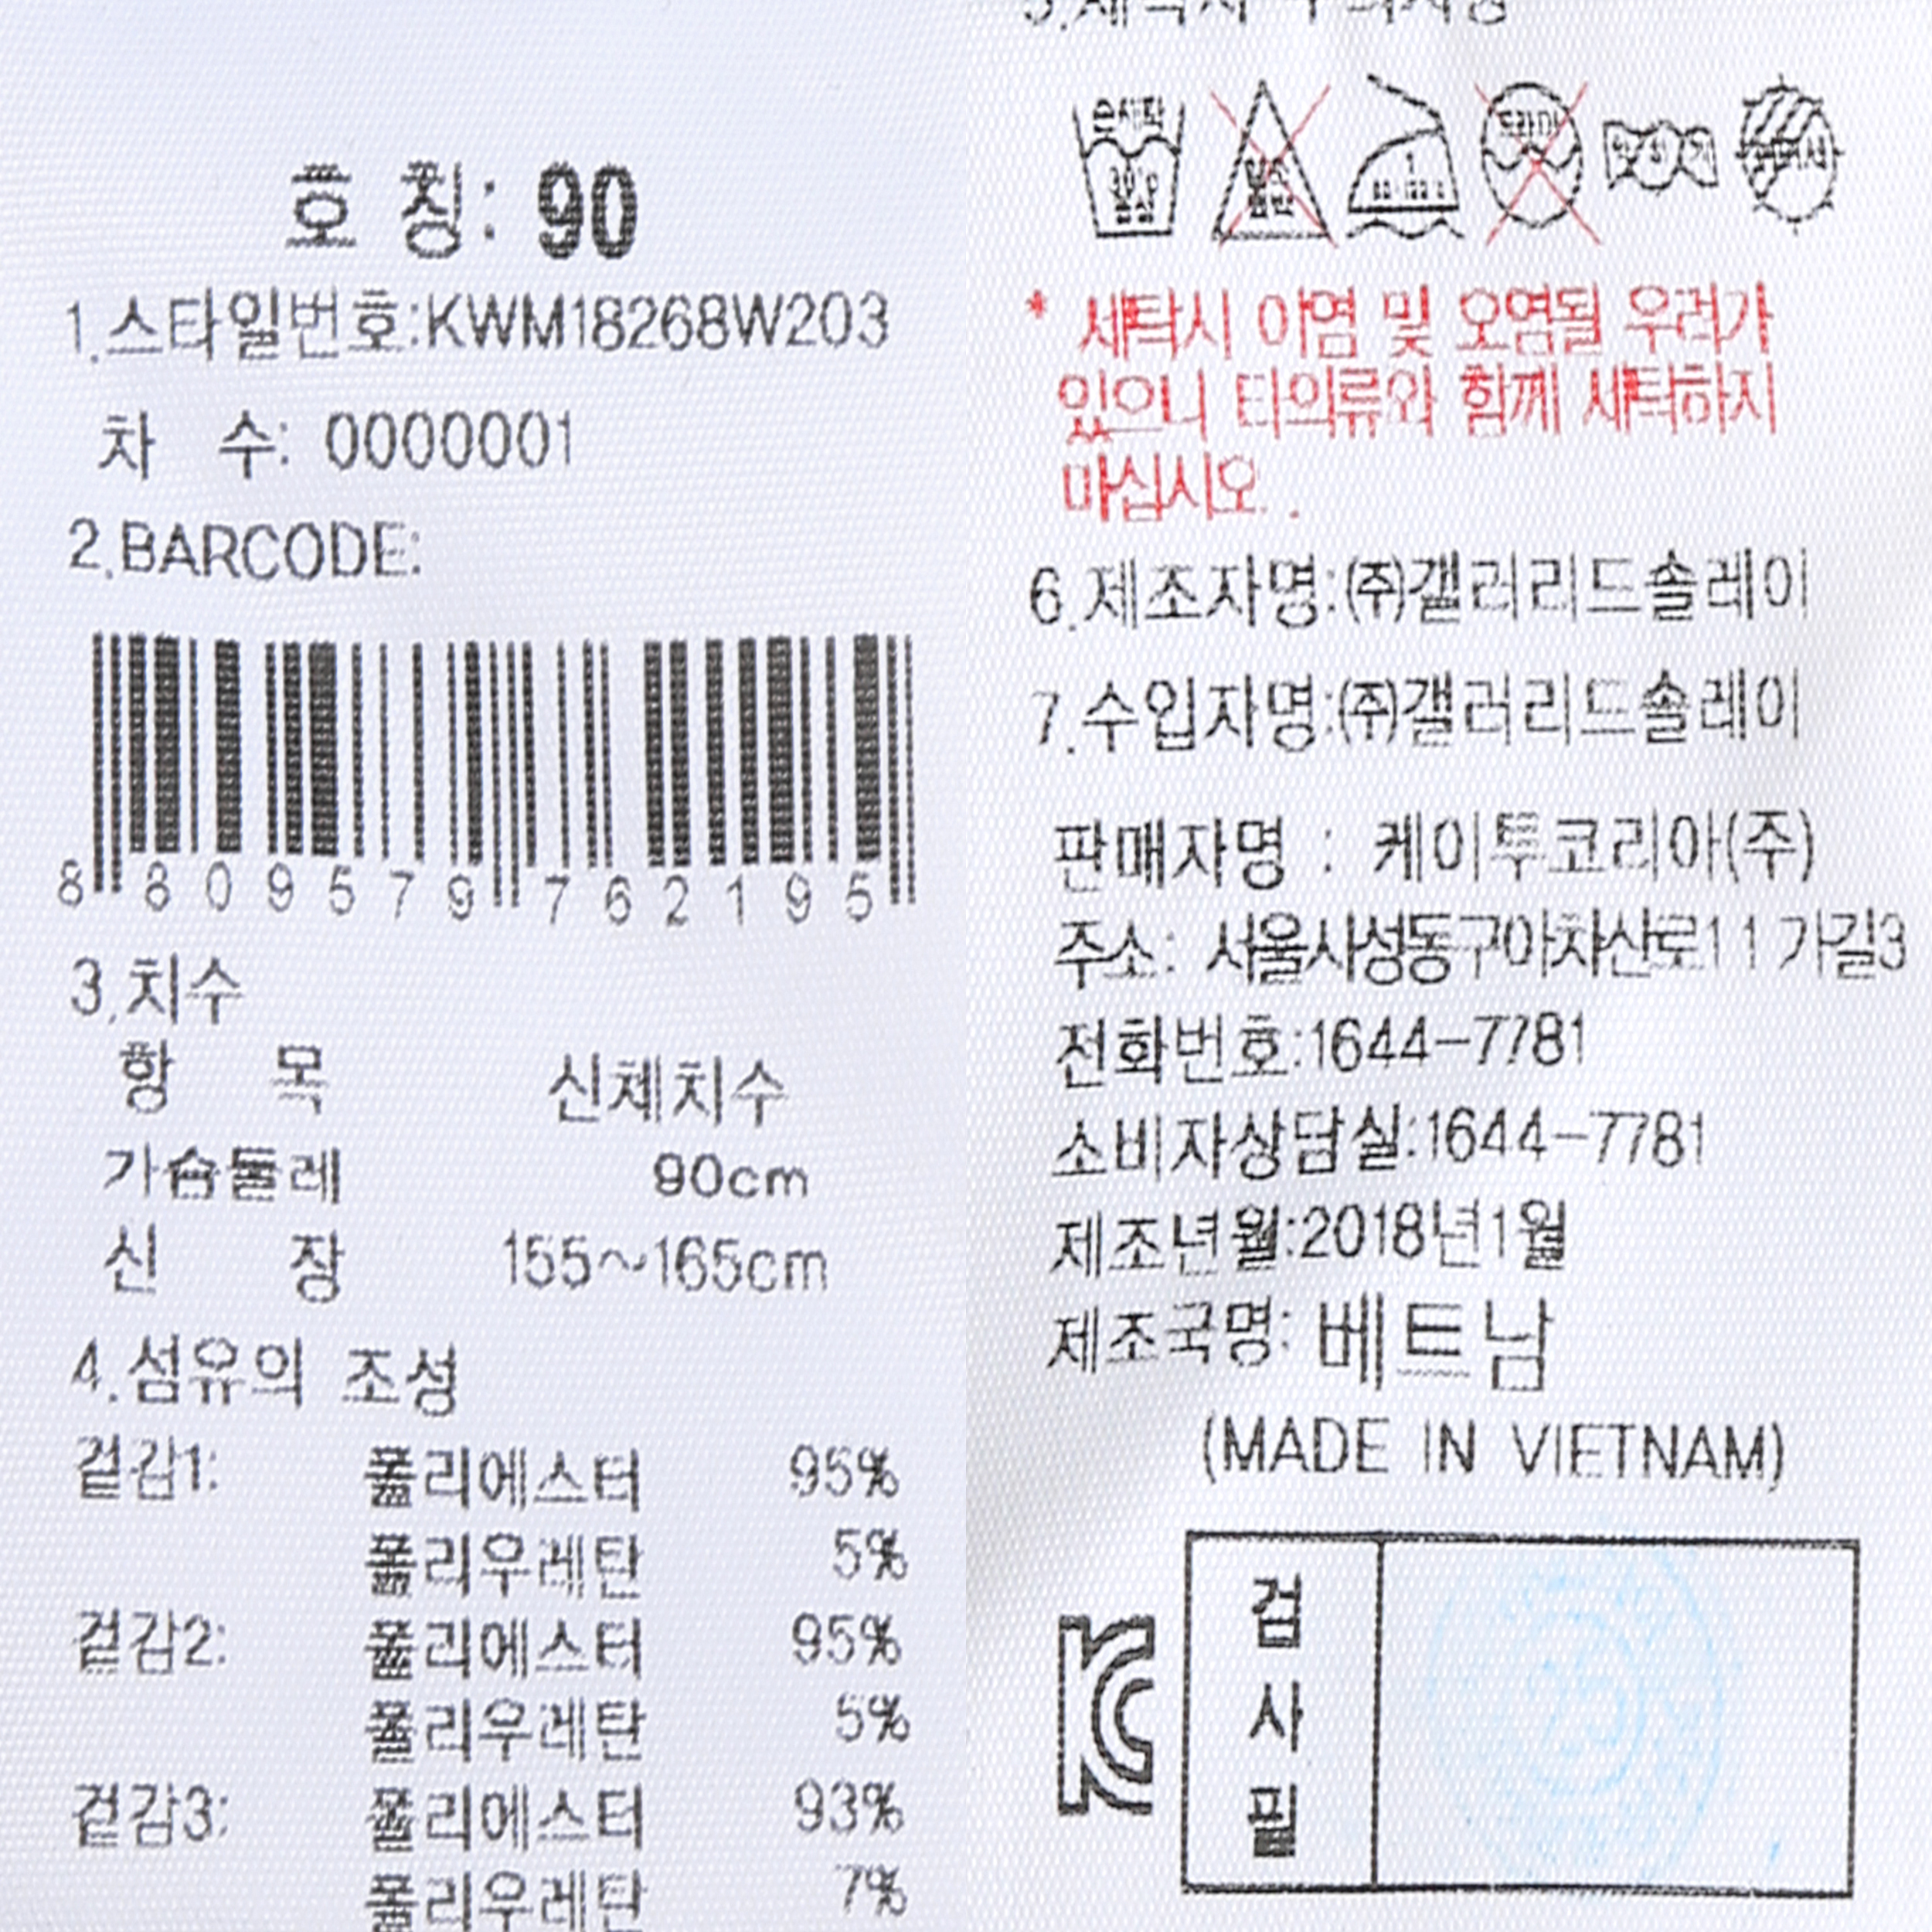 호 칭: 90
1.스타일번호:KWM18268W203
차 수: 0000001
2.BARCODE:
8 809579 762195
3.치수
항 목 신체치수
가슴둘레 90cm
신 장 155~165cm
4.섬유의 조성
겉감1: 폴리에스터 95%
폴리우레탄 5%
겉감2: 폴리에스터 95%
폴리우레탄 5%
겉감3: 폴리에스터 93%
폴리우레탄 7%
손세탁
드라이
* 세탁시 이염 및 오염될 우려가
있으니 타의류와 함께 세탁하지
마십시오.
6.제조자명:㈜갤러리드솔레이
7.수입자명:㈜갤러리드솔레이
판매자명 : 케이투코리아(주)
주소: 서울시성동구아차산로11가길3
전화번호:1644-7781
소비자상담실:1644-7781
제조년월:2018년1월
제조국명: 베트남
(MADE IN VIETNAM)
검
사
필